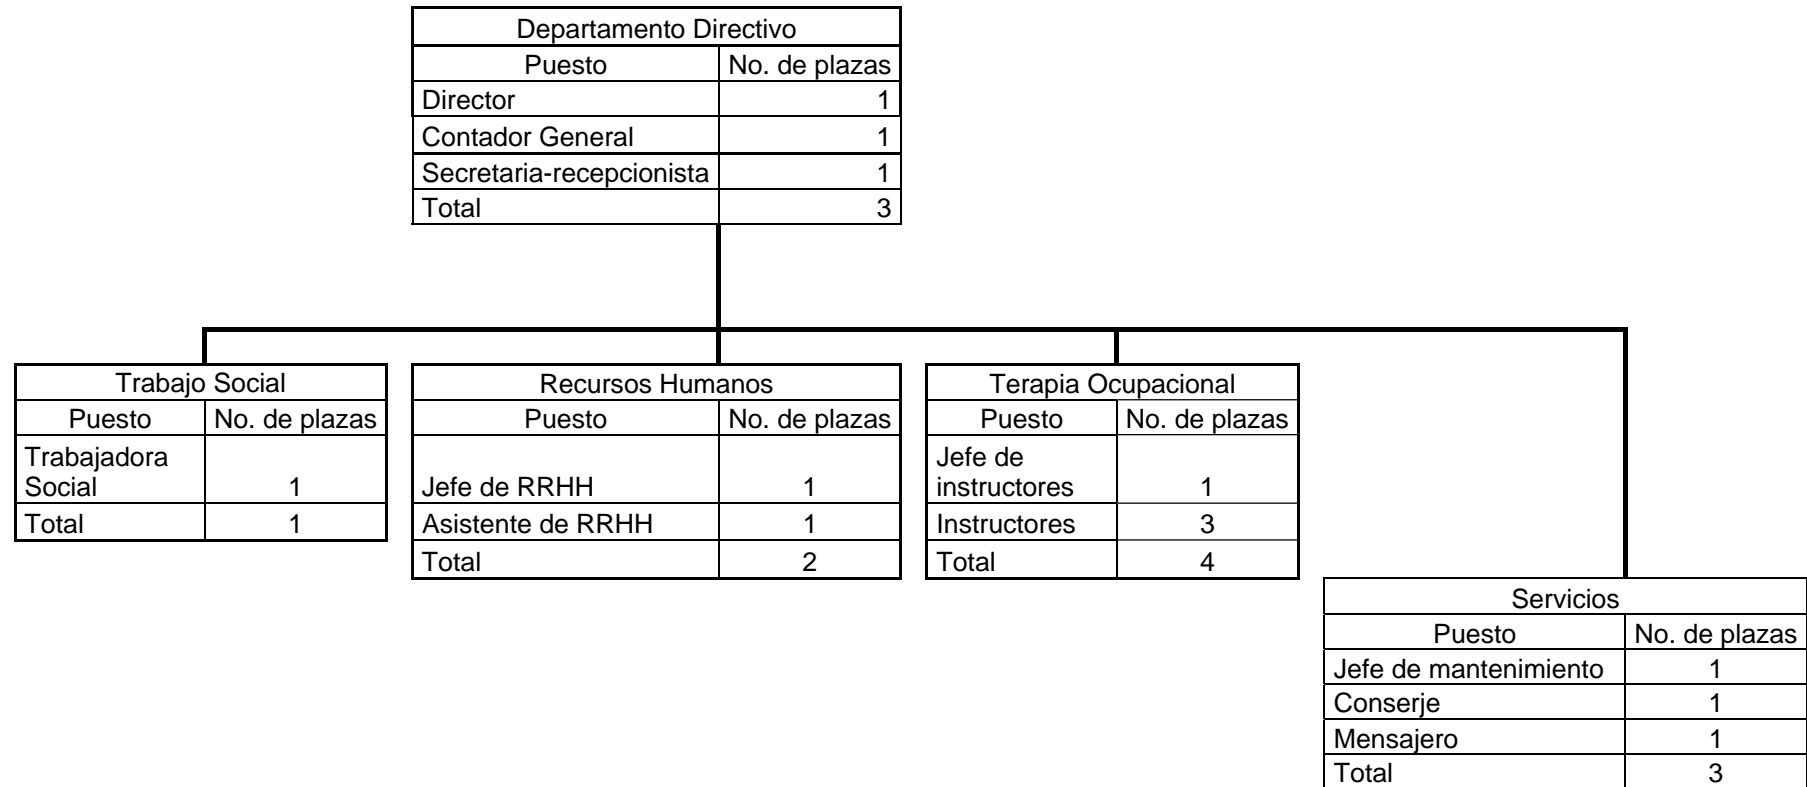 Departamento Directivo
Puesto No. de plazas
Director 1
Contador General 1
Secretaria-recepcionista 1
Total 3
Trabajo Social
Puesto No. de plazas
Trabajadora
Social 1
Total 1
Recursos Humanos
Puesto No. de plazas
Jefe de RRHH 1
Asistente de RRHH 1
Total 2
Terapia Ocupacional
Puesto No. de plazas
Jefe de
instructores 1
Instructores 3
Total 4
Servicios
Puesto No. de plazas
Jefe de mantenimiento 1
Conserje 1
Mensajero 1
Total 3